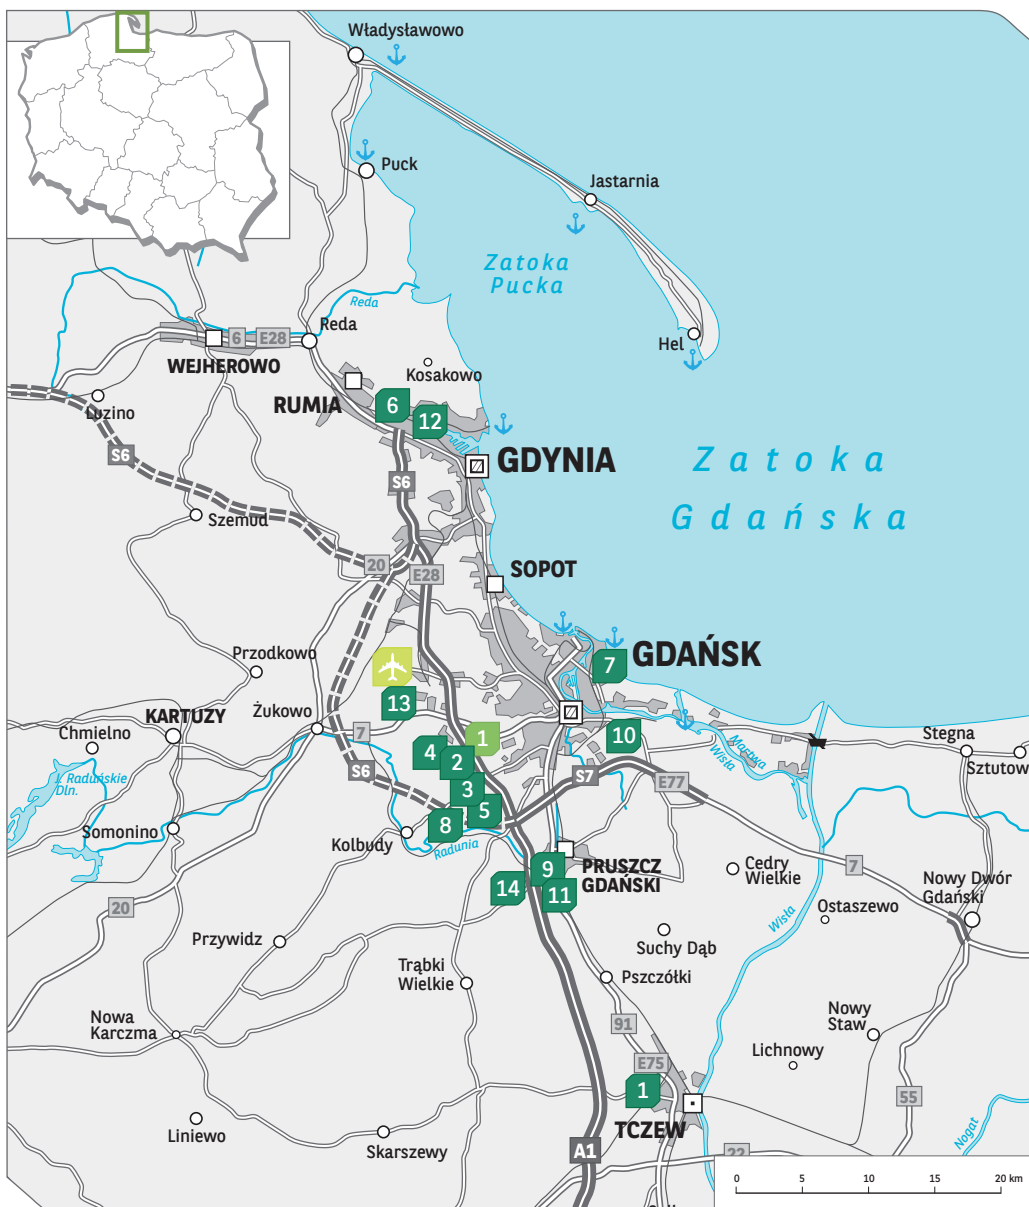 Władysławowo
Puck
Jastarnia
Zatoka
Pucka
Reda
Reda
6
E28
Hel
WEJHEROWO
Kosakowo
RUMIA
6
12
Luzino
S6
GDYNIA
Zatoka
Gdańska
S6
Szemud
20
E28
SOPOT
GDAŃSK
7
Przodkowo
13
KARTUZY
Żukowo
Chmielno
7
1
10
Martwa
Wisła
Stegna
Sztutowo
4
2
J. Raduńskie
Dln.
S6
3
S7
E77
5
8
Somonino
Kolbudy
Radunia
PRUSZCZ
GDAŃSKI
9
14
11
Cedry
Wielkie
7
Nowy Dwór
Gdański
20
Ostaszewo
Wisła
Przywidz
Suchy Dąb
Trąbki
Wielkie
Pszczółki
Nowa
Karczma
91
Nowy
Staw
Lichnowy
E75
1
55
Liniewo
TCZEW
Skarszewy
A1
22
Nogat
0 5 10 15 20 km